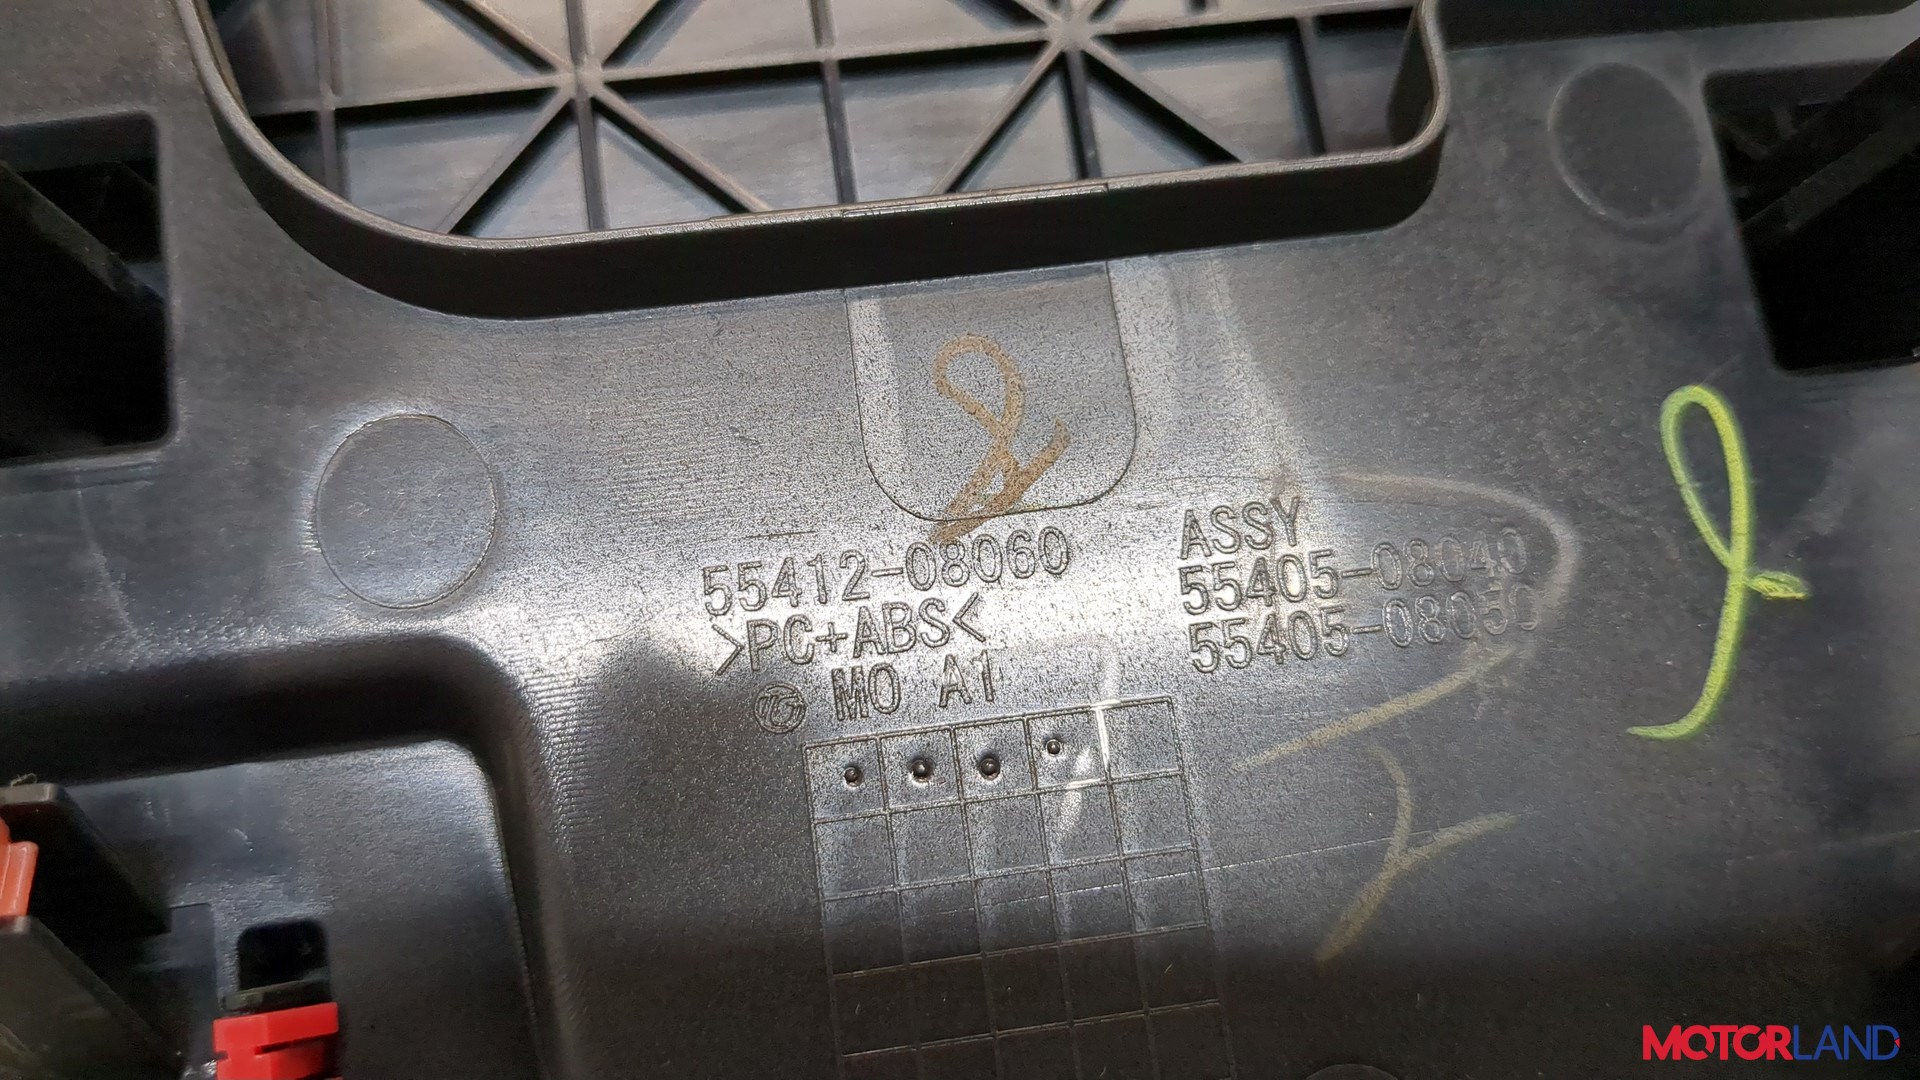 55412-08060
>PC+ABS<
MO A1
ASSY
55405-08040
55405-08050
MOTORLAND